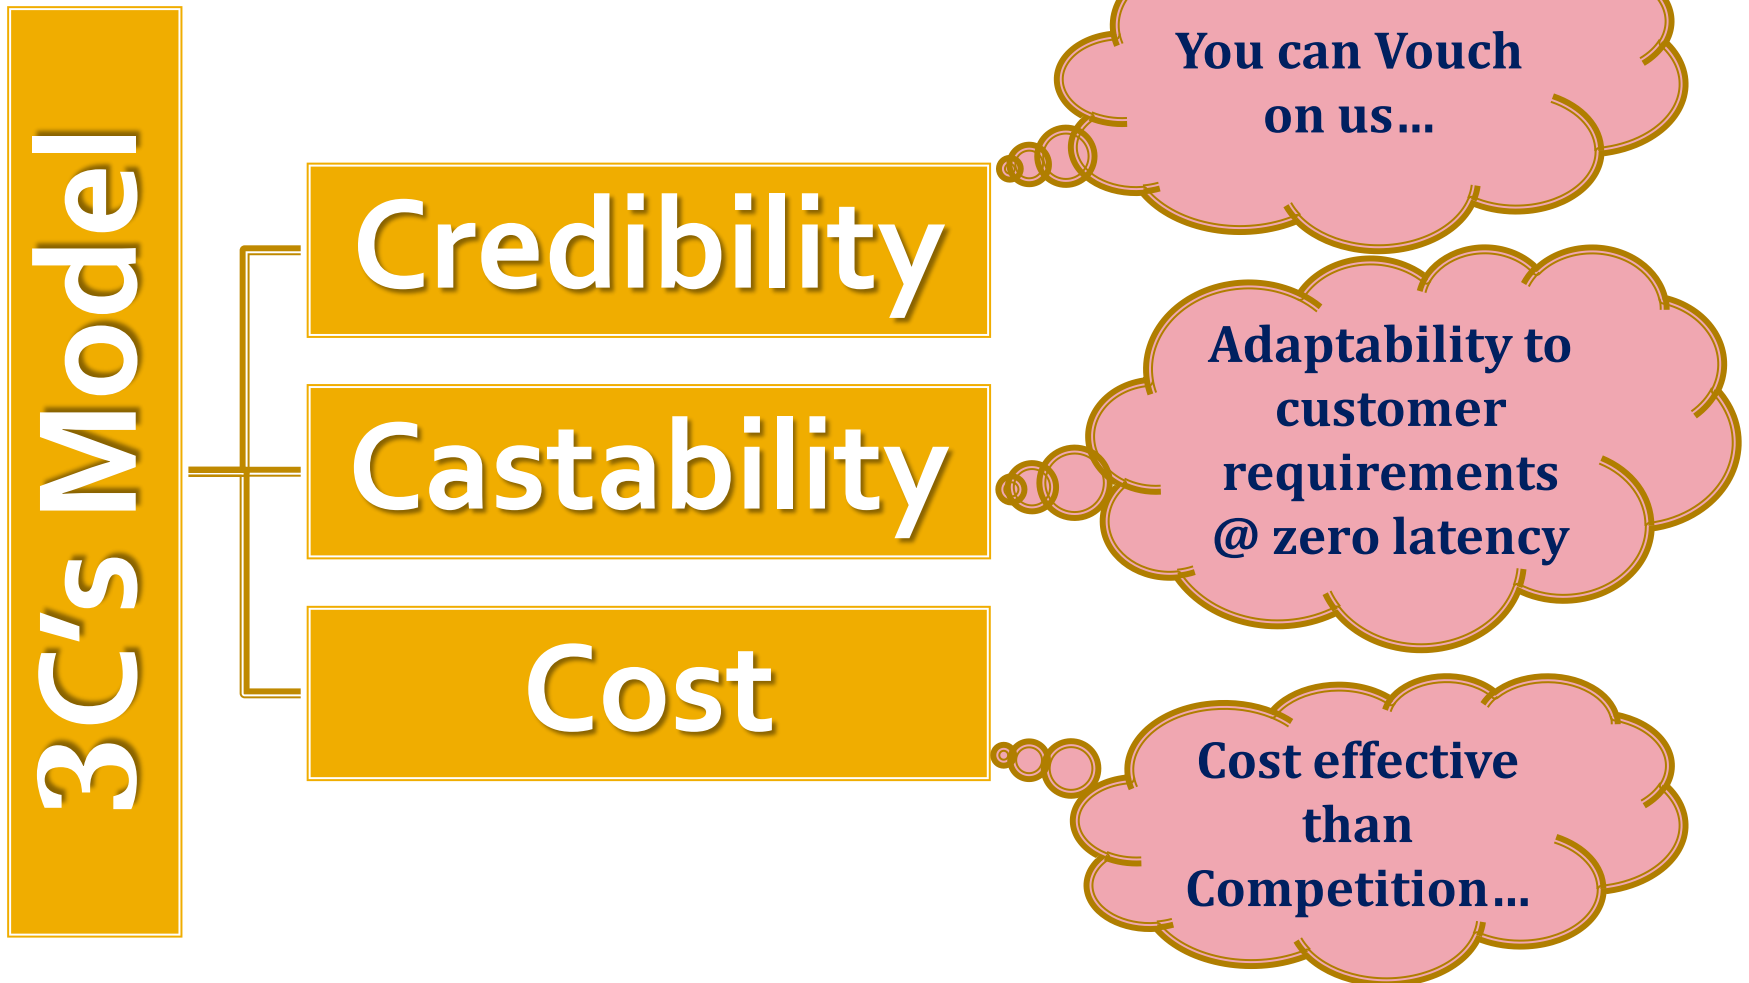 3C's Model
Credibility
You can Vouch
on us...
Castability
Adaptability to
customer
requirements
@ zero latency
Cost
Cost effective
than
Competition...